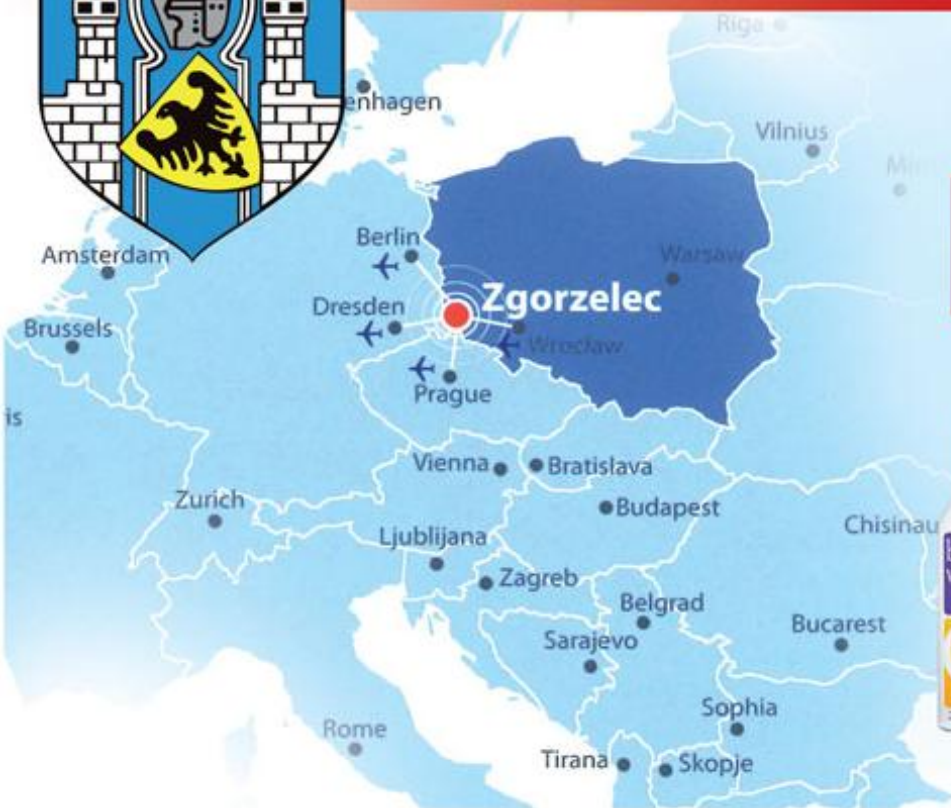 Riga
enhagen
Vilnius
Berlin
Amsterdam
Warsaw
Zgorzelec
Dresden
Brussels
Wrocław
Prague
is
Vienna
Bratislava
Zurich
Budapest
Ljublijana
Chisinau
Zagreb
Belgrad
Bucarest
Sarajevo
Sophia
Rome
Tirana
Skopje